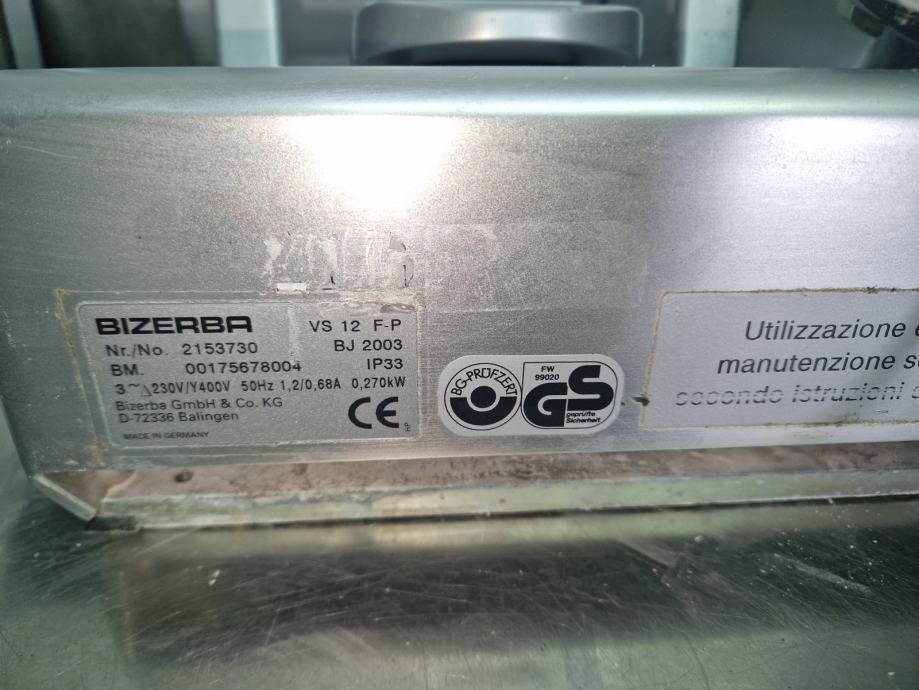 BIZERBA VS 12 F-P
Nr./No. 2153730 BJ 2003
BM. 00175678004 IP33
3~△230V/Y400V 50Hz 1,2/0,68A 0,270kW
Bizerba GmbH & Co. KG
D-72336 Balingen
CE
MADE IN GERMANY
BG-PRÜFZERT
FW
99020
GS
geprüfte
Sicherheit
Utilizzazione
manutenzione
secondo istruzioni